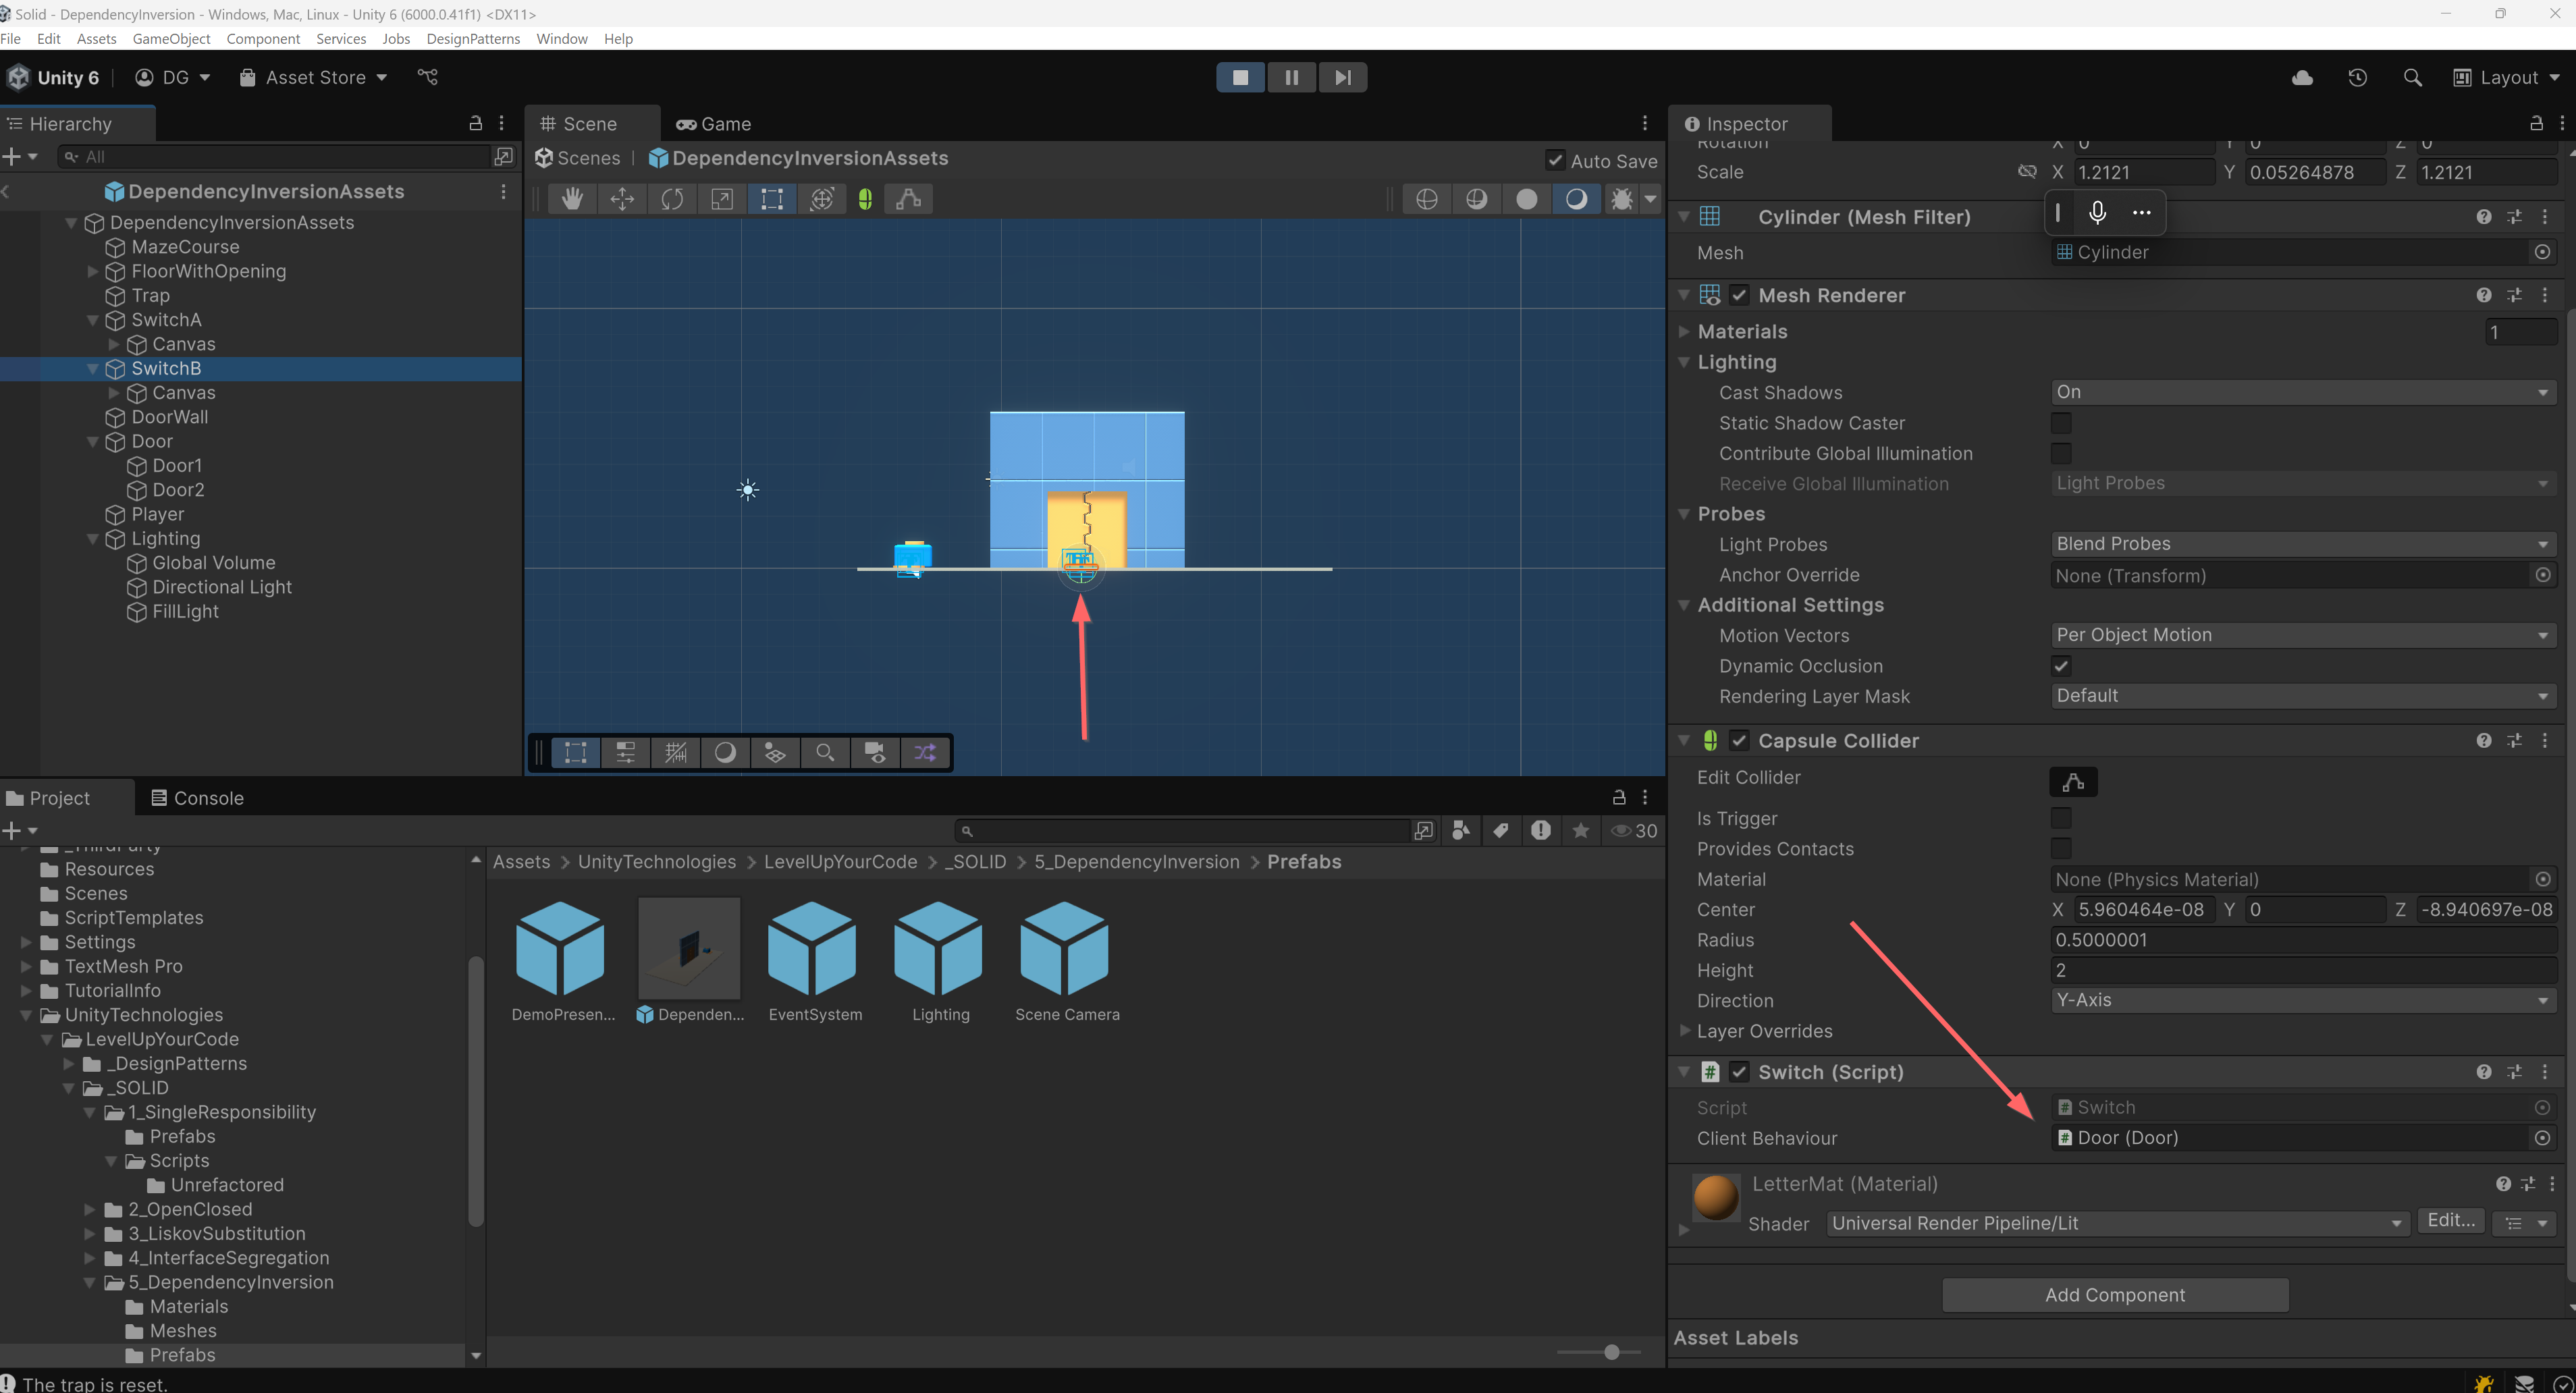 Solid - DependencyInversion - Windows, Mac, Linux - Unity 6 (6000.0.41f1) <DX11>
File Edit Assets GameObject Component Services Jobs DesignPatterns Window Help
Unity 6 DG Asset Store Layout
Hierarchy
All
DependencyInversionAssets
DependencyInversionAssets
MazeCourse
FloorWithOpening
Trap
SwitchA
Canvas
SwitchB
Canvas
DoorWall
Door
Door1
Door2
Player
Lighting
Global Volume
Directional Light
FillLight
Scene Game
Scenes | DependencyInversionAssets Auto Save
Inspector
Rotation X 0 Y 0 Z 0
Scale X 1.2121 Y 0.05264878 Z 1.2121
Cylinder (Mesh Filter)
Mesh Cylinder
Mesh Renderer
Materials 1
Lighting
Cast Shadows On
Static Shadow Caster
Contribute Global Illumination
Receive Global Illumination Light Probes
Probes
Light Probes Blend Probes
Anchor Override None (Transform)
Additional Settings
Motion Vectors Per Object Motion
Dynamic Occlusion
Rendering Layer Mask Default
Capsule Collider
Edit Collider
Is Trigger
Provides Contacts
Material None (Physics Material)
Center X 5.960464e-08 Y 0 Z -8.940697e-08
Radius 0.5000001
Height 2
Direction Y-Axis
Layer Overrides
Switch (Script)
Script Switch
Client Behaviour Door (Door)
LetterMat (Material)
Shader Universal Render Pipeline/Lit Edit...
Add Component
Asset Labels
Project Console
30
_ThirdParty
Resources
Scenes
ScriptTemplates
Settings
TextMesh Pro
TutorialInfo
UnityTechnologies
LevelUpYourCode
_DesignPatterns
_SOLID
1_SingleResponsibility
Prefabs
Scripts
Unrefactored
2_OpenClosed
3_LiskovSubstitution
4_InterfaceSegregation
5_DependencyInversion
Materials
Meshes
Prefabs
Assets > UnityTechnologies > LevelUpYourCode > _SOLID > 5_DependencyInversion > Prefabs
DemoPresen... Dependen... EventSystem Lighting Scene Camera
The trap is reset.